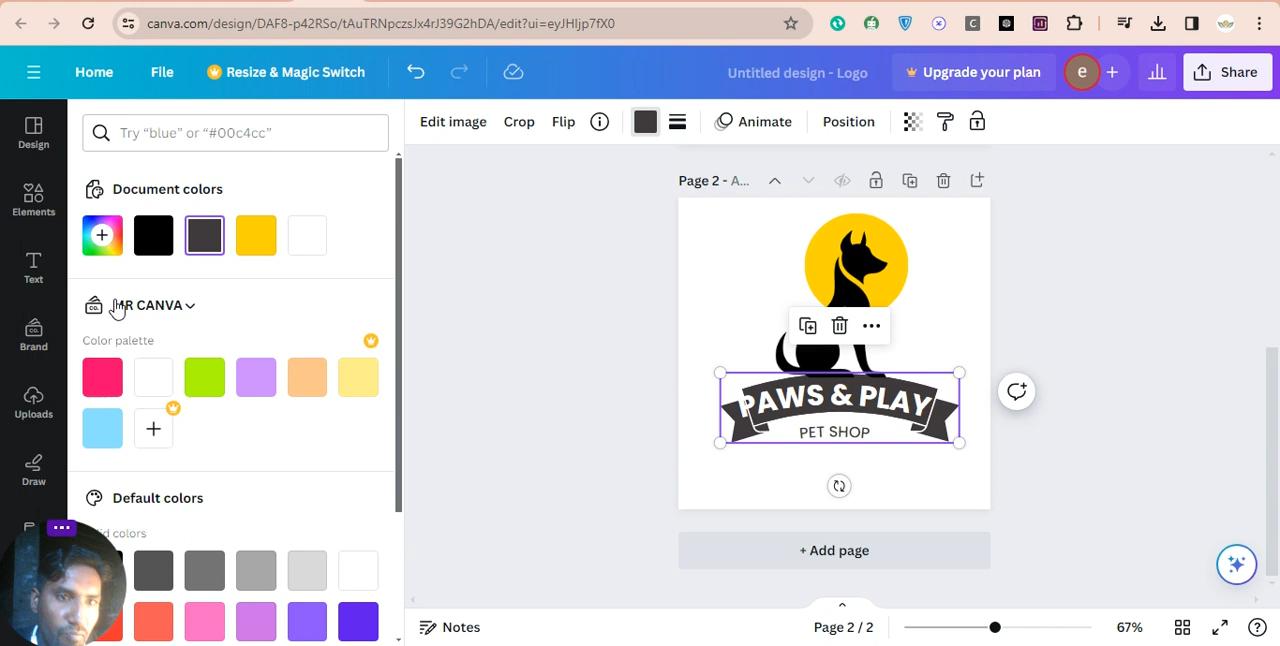 canva.com/design/DAF8-p42RSo/tAuTRNpczsJx4rJ39G2hDA/edit?ui=eyJHIjp7fX0
Home
File
Resize & Magic Switch
Untitled design - Logo
Upgrade your plan
e
Share
Design
Elements
Text
Brand
Uploads
Draw
Try “blue” or “#00c4cc”
Document colors
CO.
MR CANVA
Color palette
Default colors
Edit image
Crop
Flip
Animate
Position
Page 2 - A...
PAWS & PLAY
PET SHOP
+ Add page
Notes
Page 2 / 2
67%